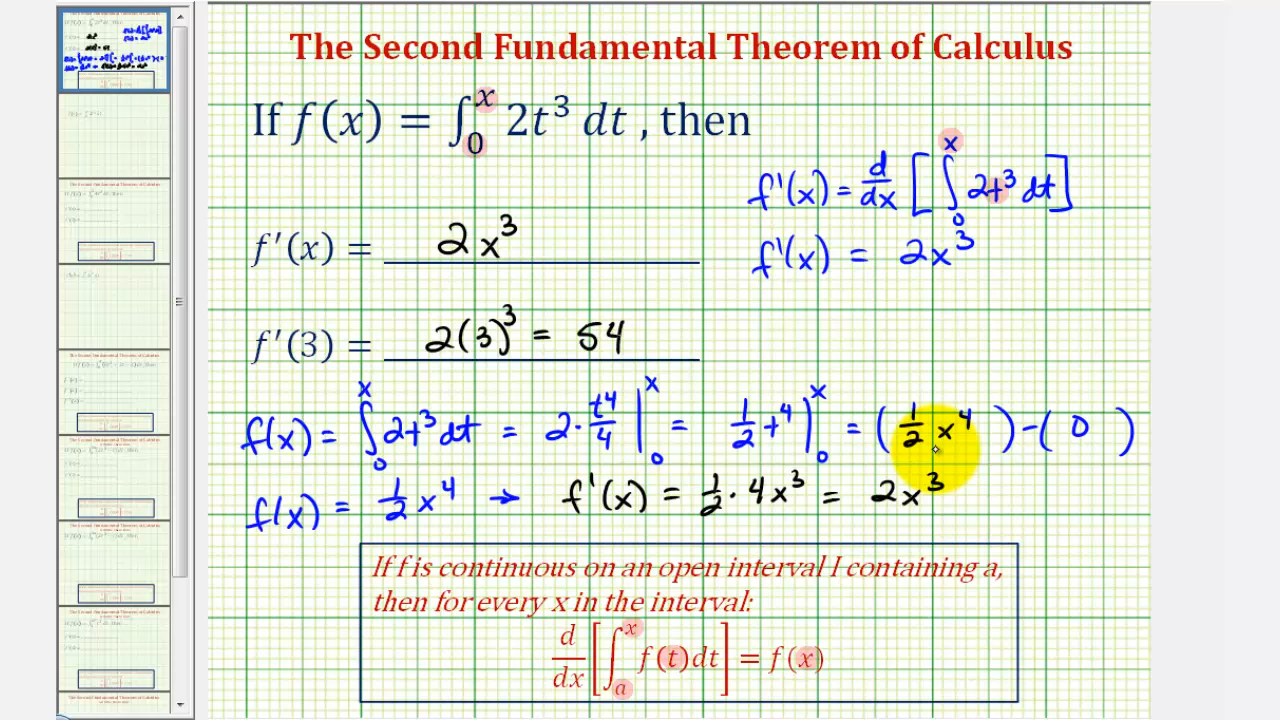 The Second Fundamental Theorem of Calculus
If f(x) = ∫₀ˣ 2t³ dt , then
f'(x) = d/dx [ ∫₀ˣ 2t³ dt ]
f'(x) = 2x³
f'(x) = 2x³
f'(3) = 2(3)³ = 54
f(x) = ∫₀ˣ 2t³ dt = 2 · t⁴/4 |₀ˣ = 1/2 t⁴ |₀ˣ = ( 1/2 x⁴ ) - ( 0 )
f(x) = 1/2 x⁴ → f'(x) = 1/2 · 4x³ = 2x³
If f is continuous on an open interval I containing a,
then for every x in the interval:
d/dx [ ∫ₐˣ f(t)dt ] = f(x)